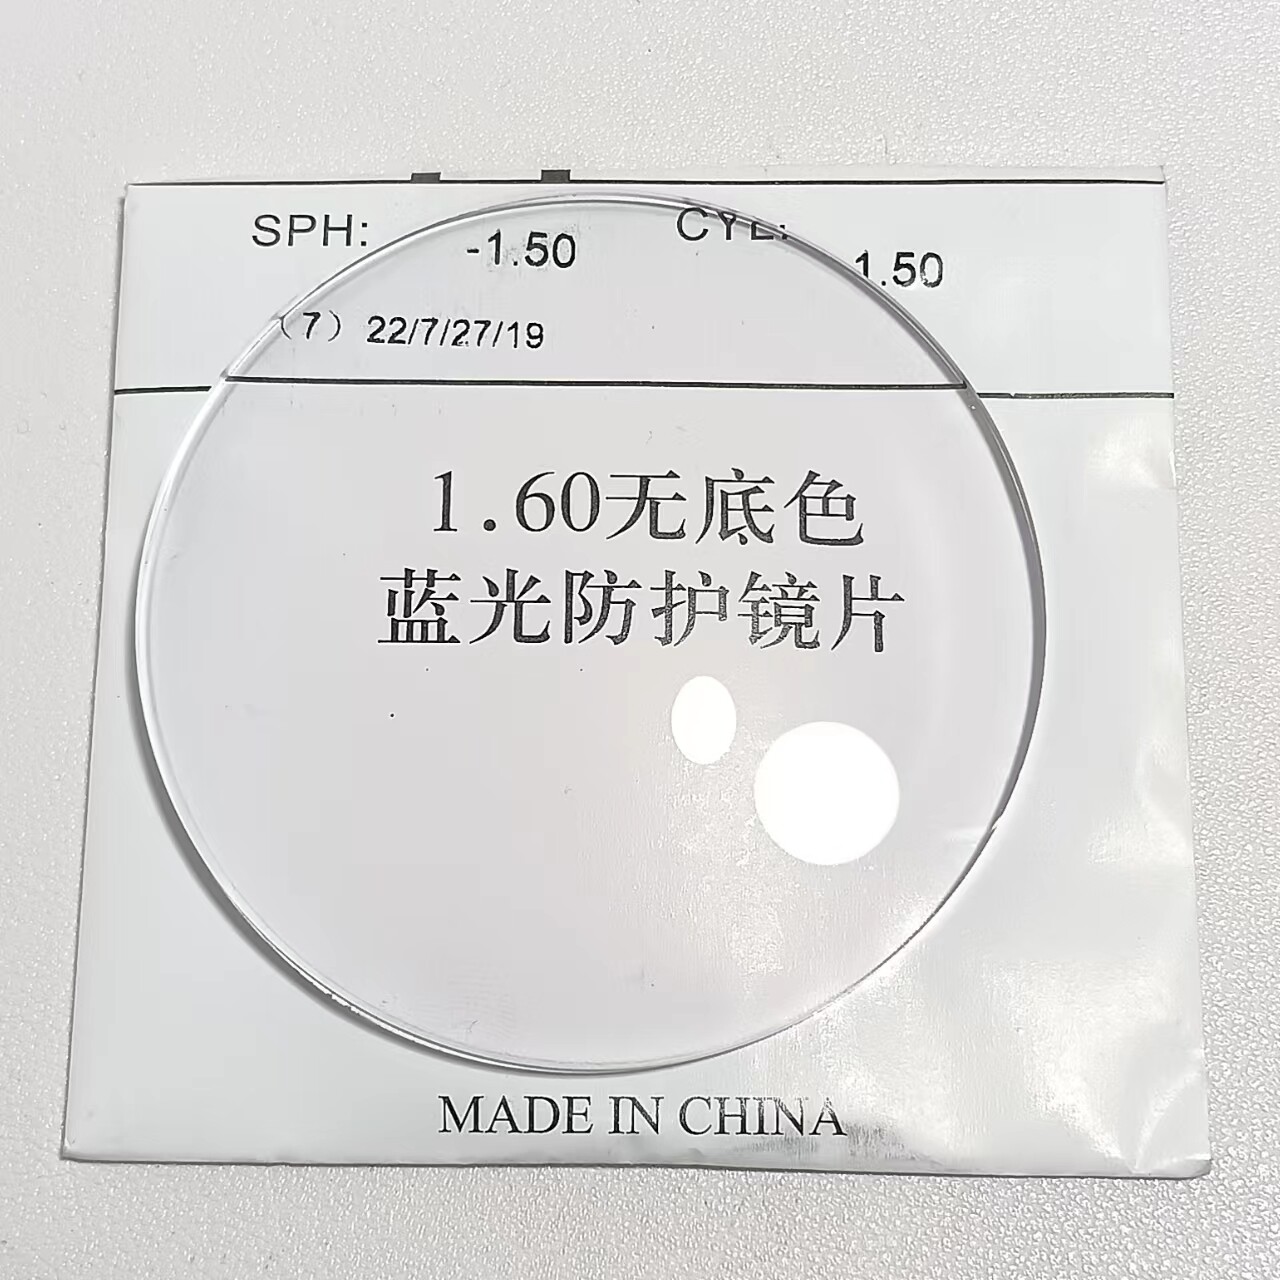 SPH: -1.50 CYL: 1.50
（7）22/7/27/19
1.60无底色
蓝光防护镜片
MADE IN CHINA